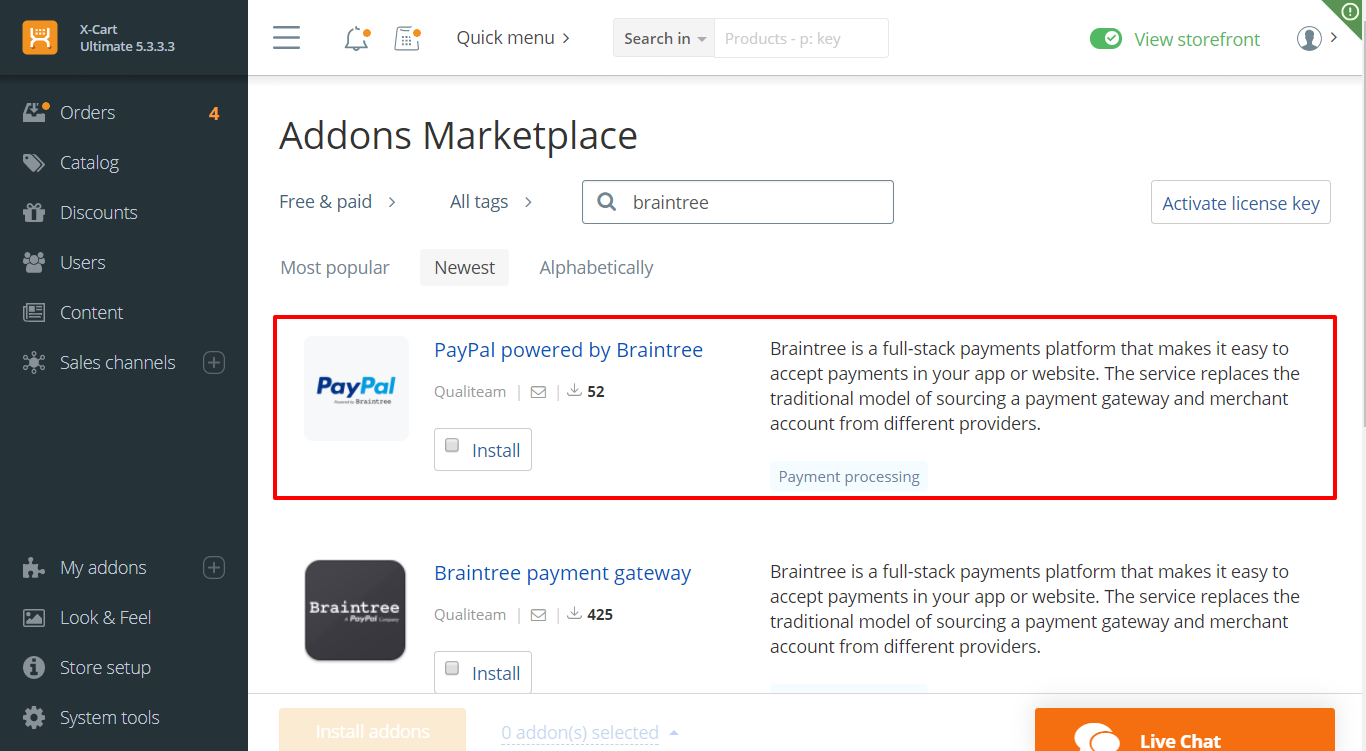 X-Cart
Ultimate 5.3.3.3
Quick menu
Search in
Products - p: key
View storefront
Orders 4
Catalog
Discounts
Users
Content
Sales channels
My addons
Look & Feel
Store setup
System tools
Addons Marketplace
Free & paid
All tags
braintree
Activate license key
Most popular
Newest
Alphabetically
PayPal
Powered by Braintree
PayPal powered by Braintree
Qualiteam | | 52
Install
Braintree is a full-stack payments platform that makes it easy to
accept payments in your app or website. The service replaces the
traditional model of sourcing a payment gateway and merchant
account from different providers.
Payment processing
Braintree
A PayPal Company
Braintree payment gateway
Qualiteam | | 425
Install
Braintree is a full-stack payments platform that makes it easy to
accept payments in your app or website. The service replaces the
traditional model of sourcing a payment gateway and merchant
account from different providers.
Install addons
0 addon(s) selected
Live Chat